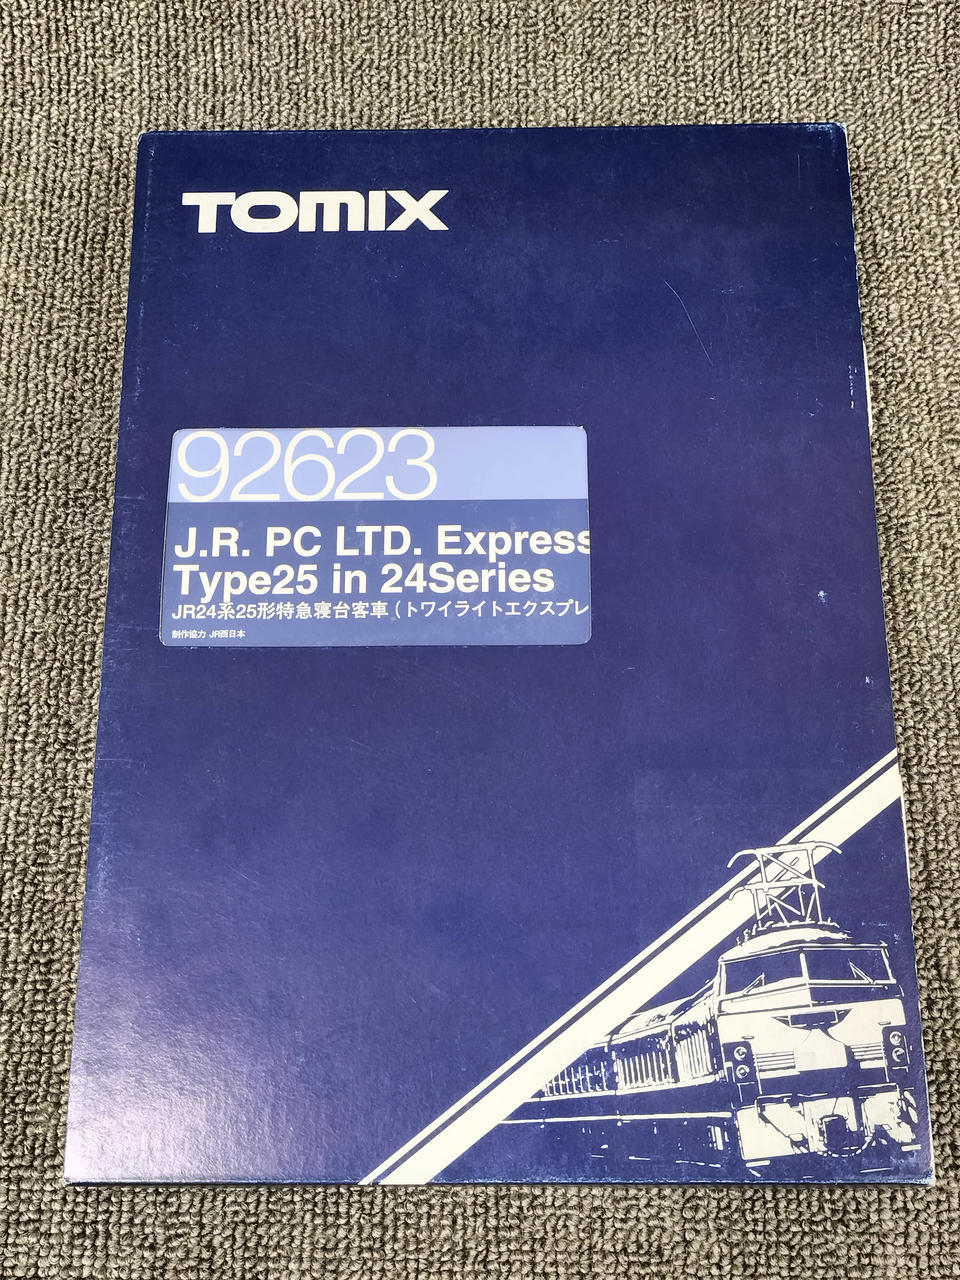 TOMIX
92623
J.R. PC LTD. Express
Type25 in 24Series
JR24系25形特急寝台客車(トワイライトエクスプレ
制作協力 JR西日本